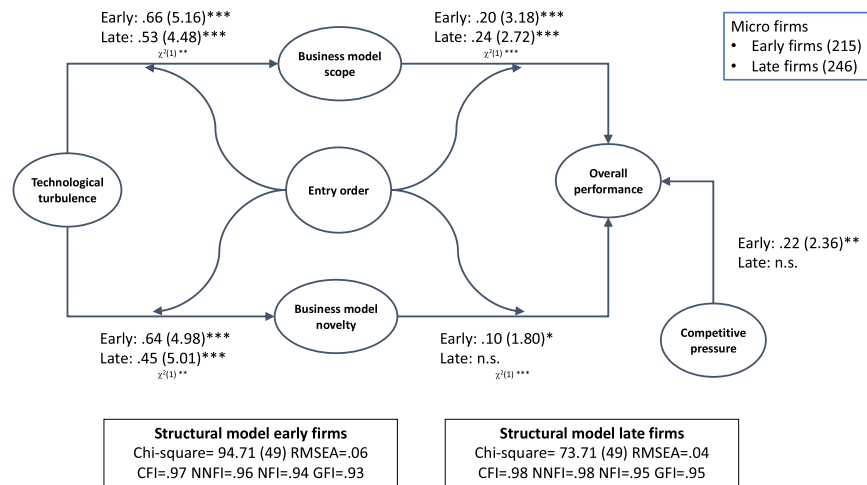 Early: .66 (5.16)***
Late: .53 (4.48)***
χ²(1) **
Early: .20 (3.18)***
Late: .24 (2.72)***
χ²(1) ***
Micro firms
• Early firms (215)
• Late firms (246)
Business model
scope
Technological
turbulence
Entry order
Overall
performance
Early: .22 (2.36)**
Late: n.s.
Business model
novelty
Competitive
pressure
Early: .64 (4.98)***
Late: .45 (5.01)***
χ²(1) **
Early: .10 (1.80)*
Late: n.s.
χ²(1) ***
Structural model early firms
Chi-square= 94.71 (49) RMSEA=.06
CFI=.97 NNFI=.96 NFI=.94 GFI=.93
Structural model late firms
Chi-square= 73.71 (49) RMSEA=.04
CFI=.98 NNFI=.98 NFI=.95 GFI=.95